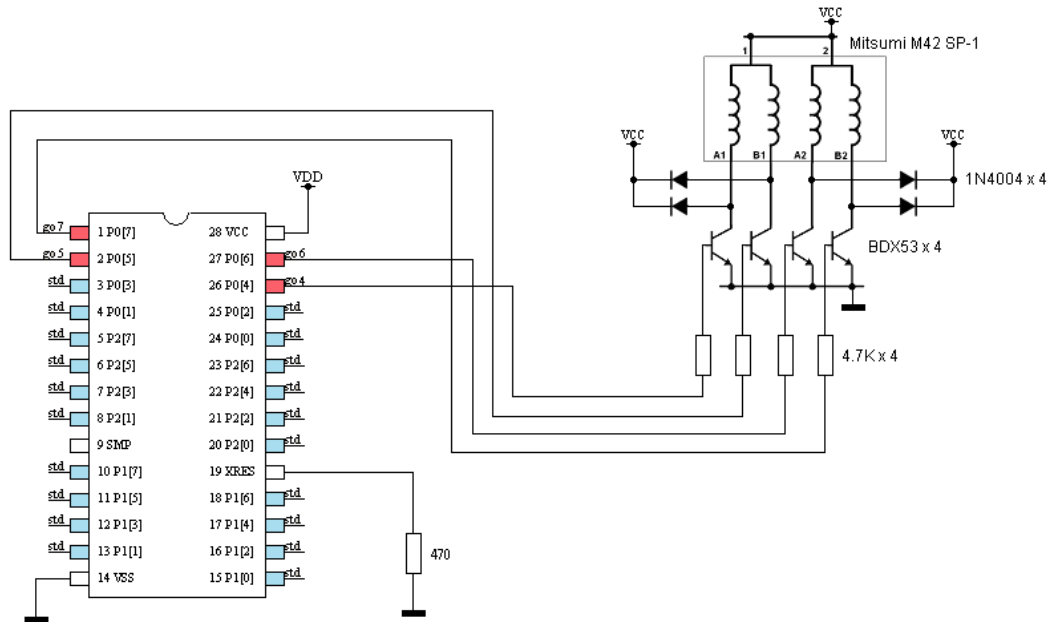 VCC
Mitsumi M42 SP-1
1 2
VCC VCC
A1 B1 A2 B2
1N4004 x 4
VDD
BDX53 x 4
go7 1 P0[7] 28 VCC
go5 2 P0[5] 27 P0[6] go6
std 3 P0[3] 26 P0[4] go4
std 4 P0[1] 25 P0[2] std
std 5 P2[7] 24 P0[0] std
std 6 P2[5] 23 P2[6] std
std 7 P2[3] 22 P2[4] std
std 8 P2[1] 21 P2[2] std
9 SMP 20 P2[0] std
std 10 P1[7] 19 XRES
std 11 P1[5] 18 P1[6] std
std 12 P1[3] 17 P1[4] std
std 13 P1[1] 16 P1[2] std
14 VSS 15 P1[0] std
4.7K x 4
470